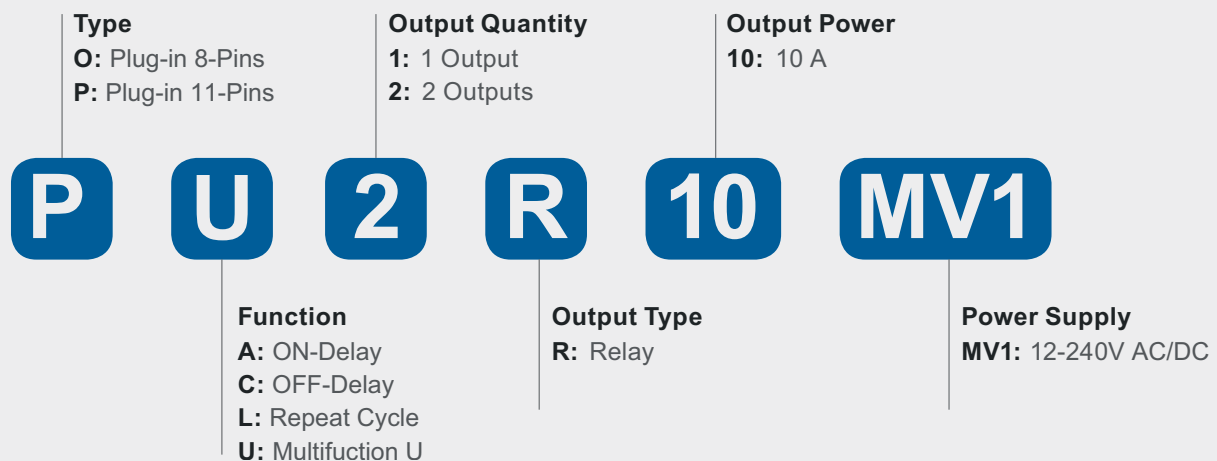 Type
O: Plug-in 8-Pins
P: Plug-in 11-Pins
Output Quantity
1: 1 Output
2: 2 Outputs
Output Power
10: 10 A
P U 2 R 10 MV1
Function
A: ON-Delay
C: OFF-Delay
L: Repeat Cycle
U: Multifuction U
Output Type
R: Relay
Power Supply
MV1: 12-240V AC/DC